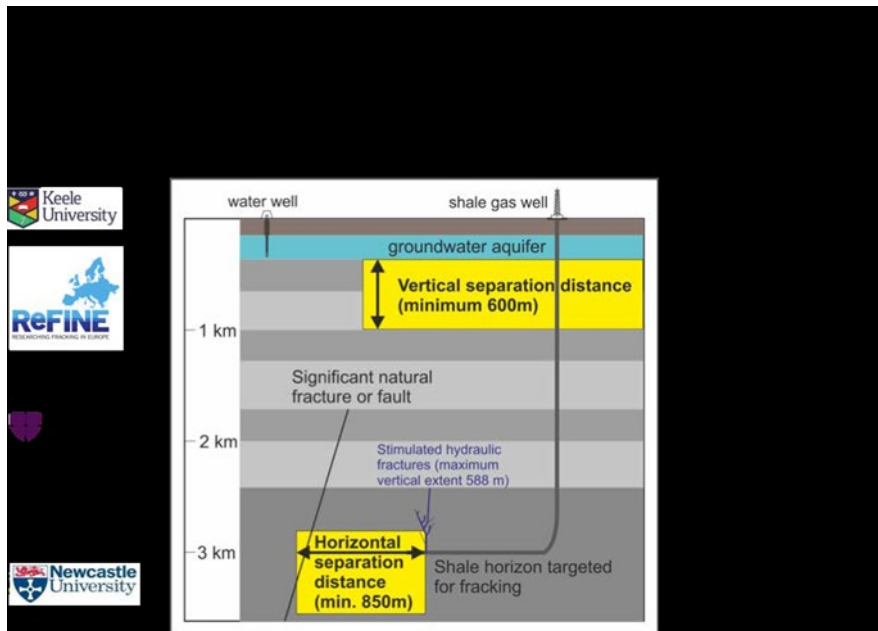 Keele
University
ReFINE
RESEARCHING FRACKING IN EUROPE
Newcastle
University
water well
shale gas well
groundwater aquifer
Vertical separation distance
(minimum 600m)
1 km
Significant natural
fracture or fault
2 km
Stimulated hydraulic
fractures (maximum
vertical extent 588 m)
3 km
Horizontal
separation
distance
(min. 850m)
Shale horizon targeted
for fracking